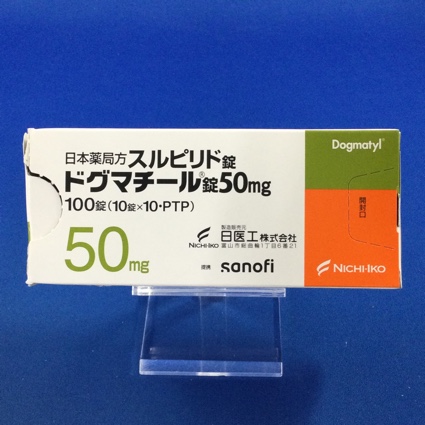 日本薬局方スルピリド錠
ドグマチール®錠50mg
100錠(10錠×10・PTP)
50mg
製造販売元
NICHI-IKO 日医工株式会社
富山市総曲輪1丁目6番21
提携 sanofi
Dogmatyl®
開封口
NICHI-IKO